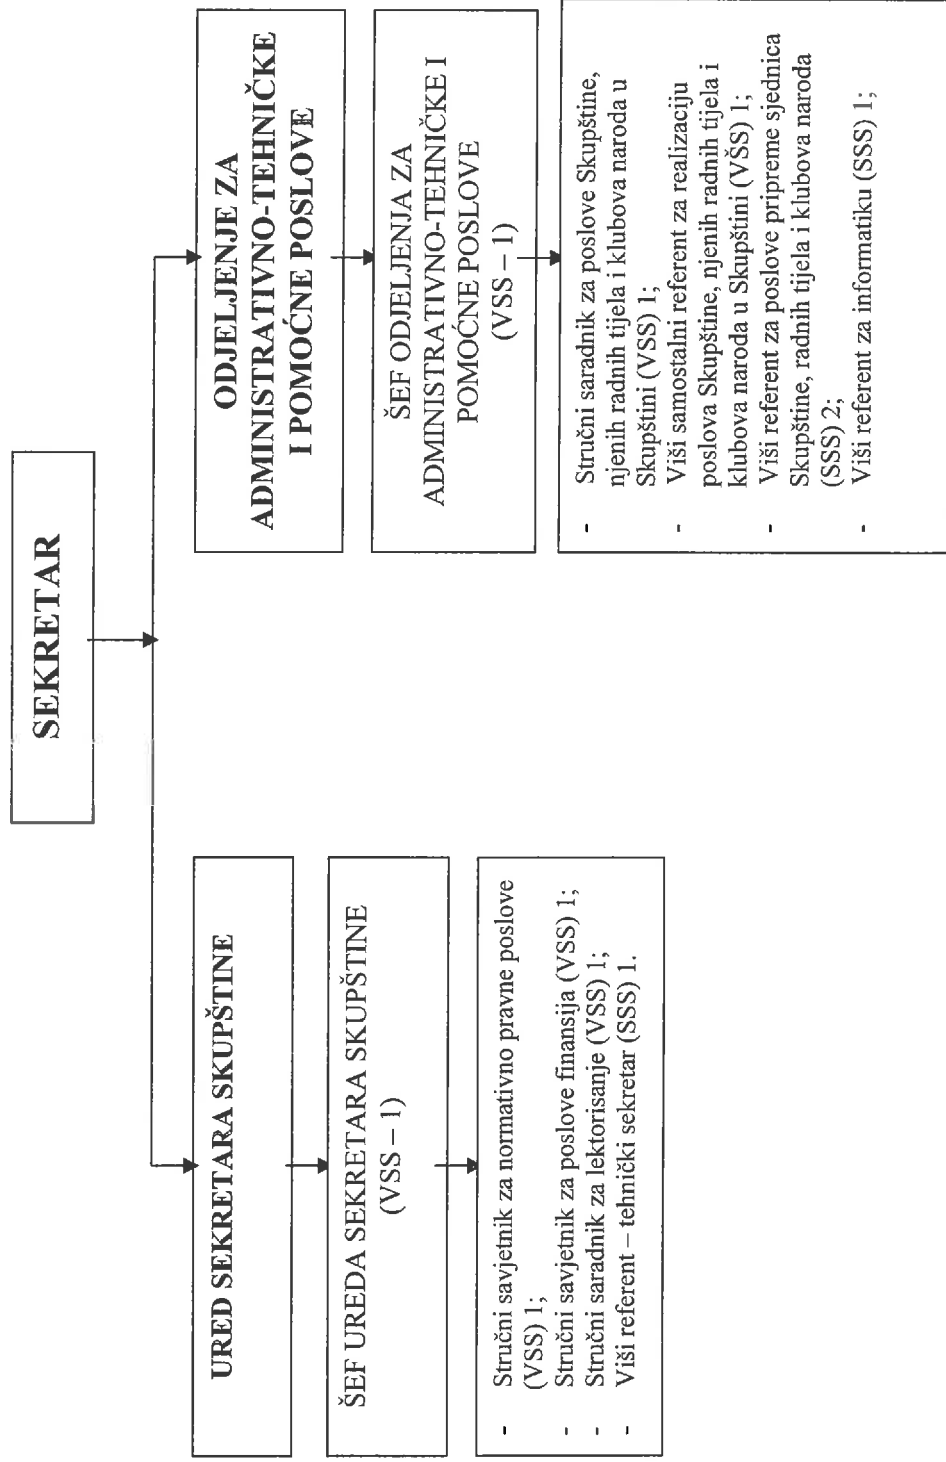 SEKRETAR
URED SEKRETARA SKUPŠTINE
ŠEF UREDA SEKRETARA SKUPŠTINE
(VSS – 1)
- Stručni savjetnik za normativno pravne poslove
(VSS) 1;
- Stručni savjetnik za poslove finansija (VSS) 1;
- Stručni saradnik za lektorisanje (VSS) 1;
- Viši referent – tehnički sekretar (SSS) 1.
ODJELJENJE ZA
ADMINISTRATIVNO-TEHNIČKE
I POMOĆNE POSLOVE
ŠEF ODJELJENJA ZA
ADMINISTRATIVNO-TEHNIČKE I
POMOĆNE POSLOVE
(VSS – 1)
- Stručni saradnik za poslove Skupštine,
njenih radnih tijela i klubova naroda u
Skupštini (VSS) 1;
- Viši samostalni referent za realizaciju
poslova Skupštine, njenih radnih tijela i
klubova naroda u Skupštini (VŠS) 1;
- Viši referent za poslove pripreme sjednica
Skupštine, radnih tijela i klubova naroda
(SSS) 2;
- Viši referent za informatiku (SSS) 1;